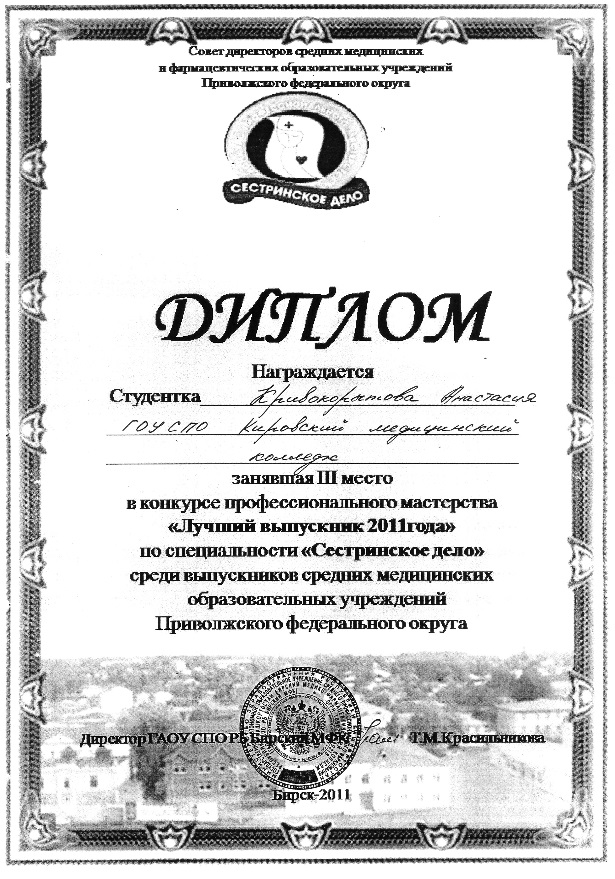 Совет директоров средних медицинских
и фармацевтических образовательных учреждений
Приволжского федерального округа
СЕСТРИНСКОЕ ДЕЛО
ДИПЛОМ
Награждается
Студентка Кривокорытова Анастасия
ГОУ СПО Кировский медицинский
колледж
занявшая III место
в конкурсе профессионального мастерства
«Лучший выпускник 2011года»
по специальности «Сестринское дело»
среди выпускников средних медицинских
образовательных учреждений
Приволжского федерального округа
Директор ГАОУ СПО РБ Бирский МФК Т.М.Красильникова
Бирск-2011